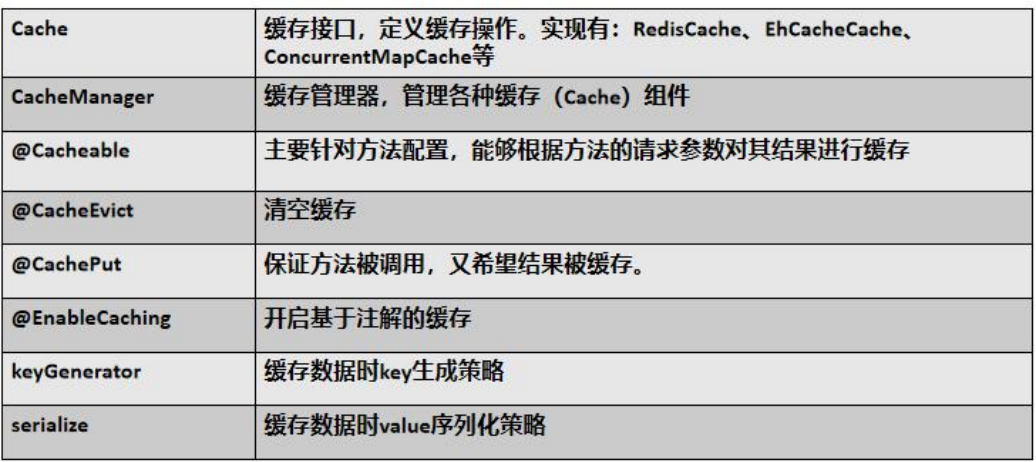 Cache
缓存接口，定义缓存操作。实现有：RedisCache、EhCacheCache、
ConcurrentMapCache等
CacheManager
缓存管理器，管理各种缓存（Cache）组件
@Cacheable
主要针对方法配置，能够根据方法的请求参数对其结果进行缓存
@CacheEvict
清空缓存
@CachePut
保证方法被调用，又希望结果被缓存。
@EnableCaching
开启基于注解的缓存
keyGenerator
缓存数据时key生成策略
serialize
缓存数据时value序列化策略